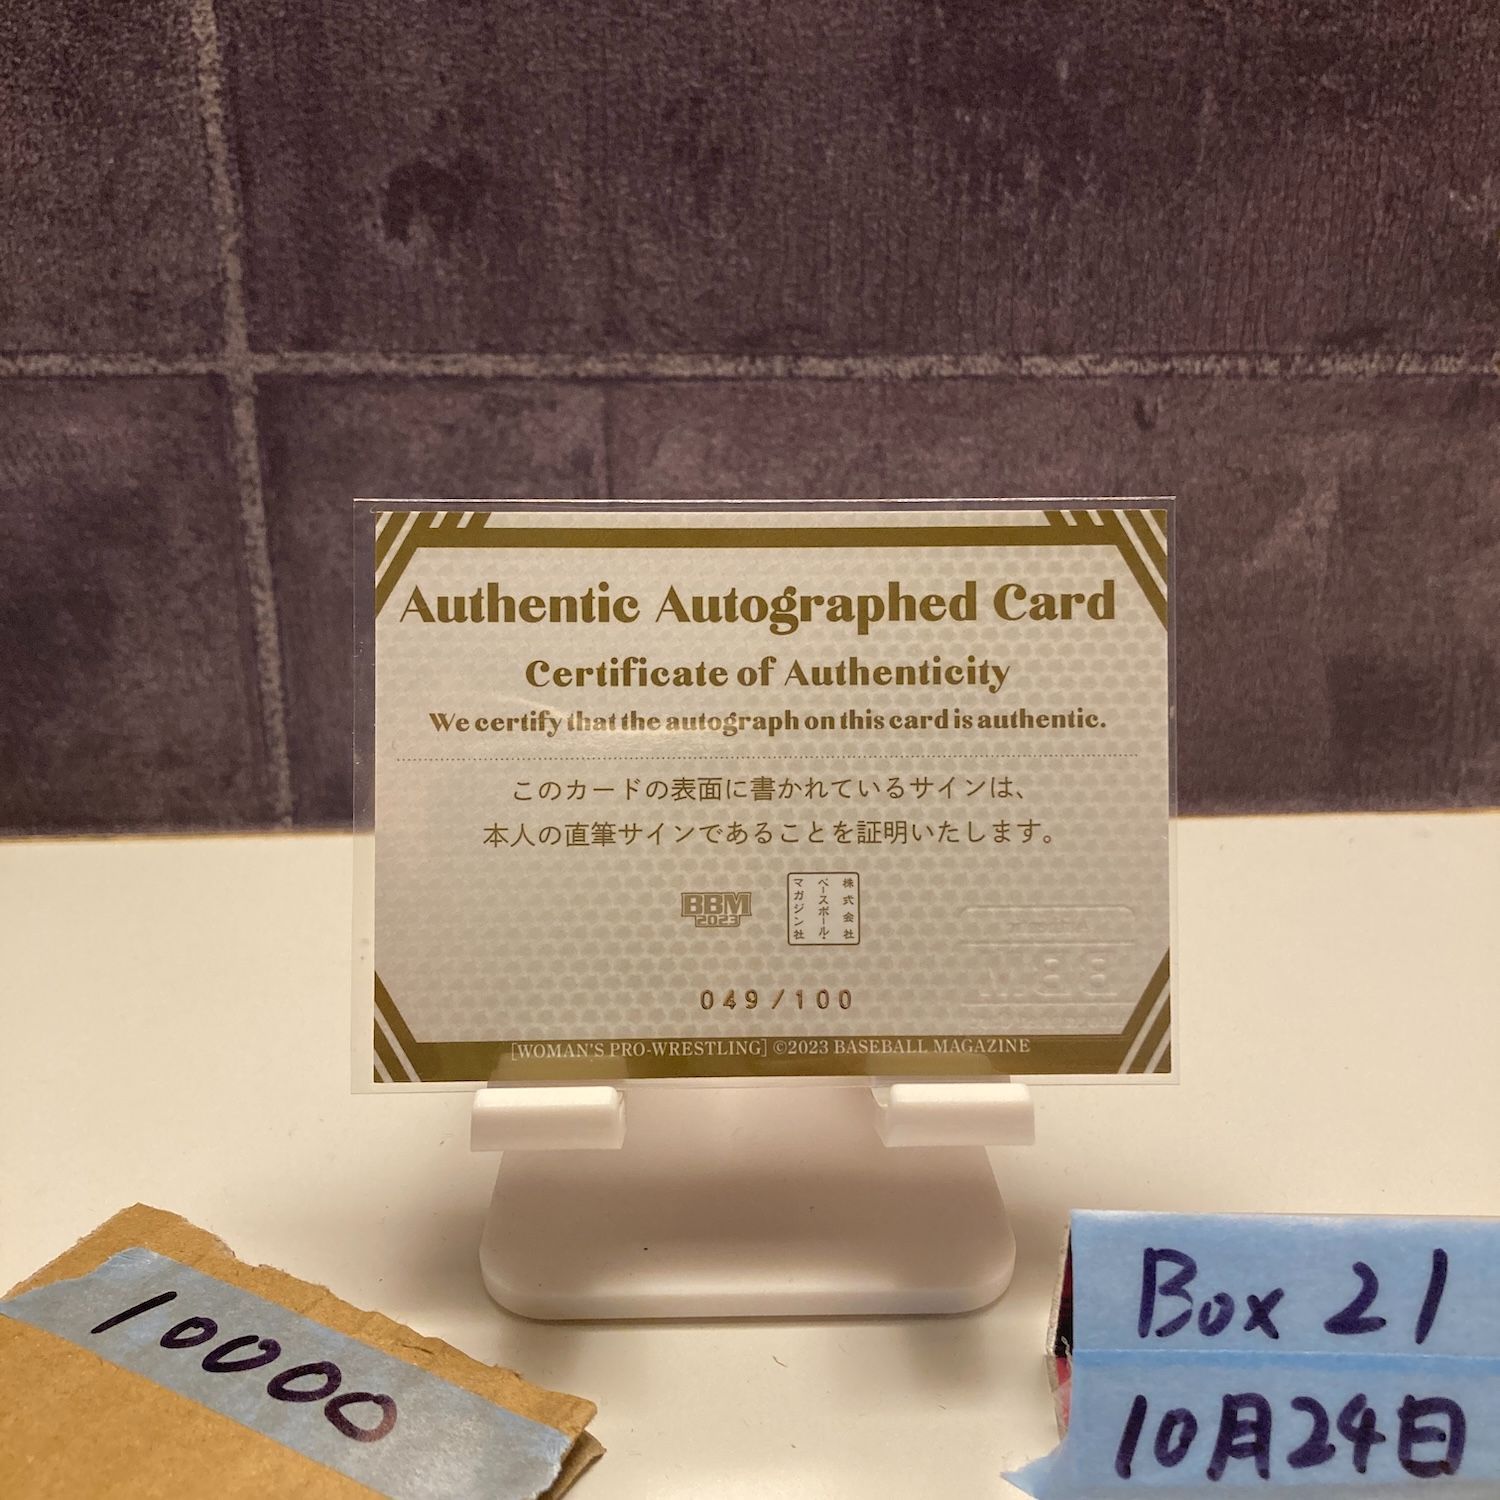 Authentic Autographed Card
Certificate of Authenticity
We certify that the autograph on this card is authentic.
このカードの表面に書かれているサインは、
本人の直筆サインであることを証明いたします。
BBM
2023
株式会社
ベースボール・
マガジン社
BBM
049/100
[WOMAN'S PRO-WRESTLING] ©2023 BASEBALL MAGAZINE
10000
Box 21
10月24日